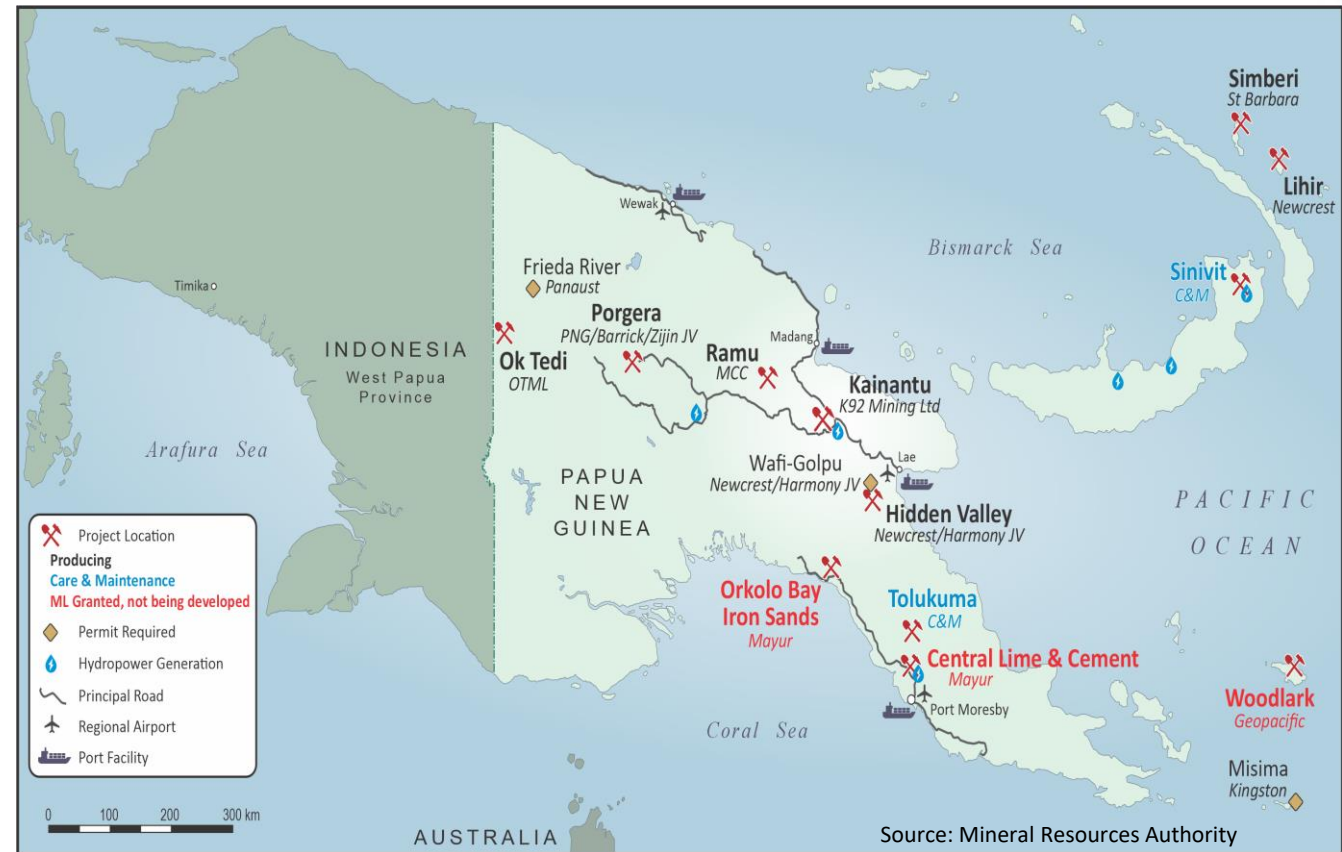 Simberi
St Barbara
Lihir
Newcrest
Wewak
Bismarck Sea
Sinivit
C&M
Frieda River
Panaust
Timika
Porgera
PNG/Barrick/Zijin JV
Madang
INDONESIA
West Papua
Province
Ok Tedi
OTML
Ramu
MCC
Kainantu
K92 Mining Ltd
Arafura Sea
Wafi-Golpu
Newcrest/Harmony JV
Lae
PAPUA
NEW
GUINEA
Hidden Valley
Newcrest/Harmony JV
PACIFIC
OCEAN
Orkolo Bay
Iron Sands
Mayur
Tolukuma
C&M
Central Lime & Cement
Mayur
Port Moresby
Woodlark
Geopacific
Coral Sea
Misima
Kingston
Project Location
Producing
Care & Maintenance
ML Granted, not being developed
Permit Required
Hydropower Generation
Principal Road
Regional Airport
Port Facility
0 100 200 300 km
AUSTRALIA
Source: Mineral Resources Authority